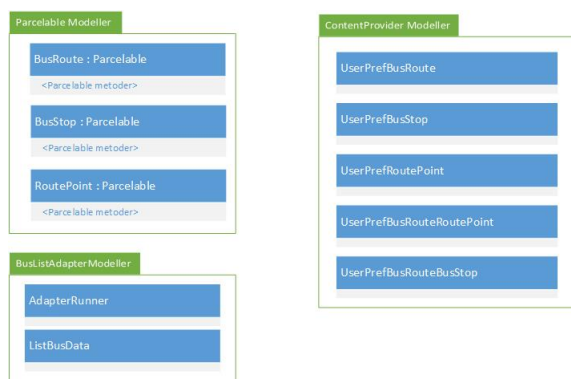 Parcelable Modeller
BusRoute : Parcelable
<Parcelable metoder>
BusStop : Parcelable
<Parcelable metoder>
RoutePoint : Parcelable
<Parcelable metoder>
BusListAdapterModeller
AdapterRunner
ListBusData
ContentProvider Modeller
UserPrefBusRoute
UserPrefBusStop
UserPrefRoutePoint
UserPrefBusRouteRoutePoint
UserPrefBusRouteBusStop